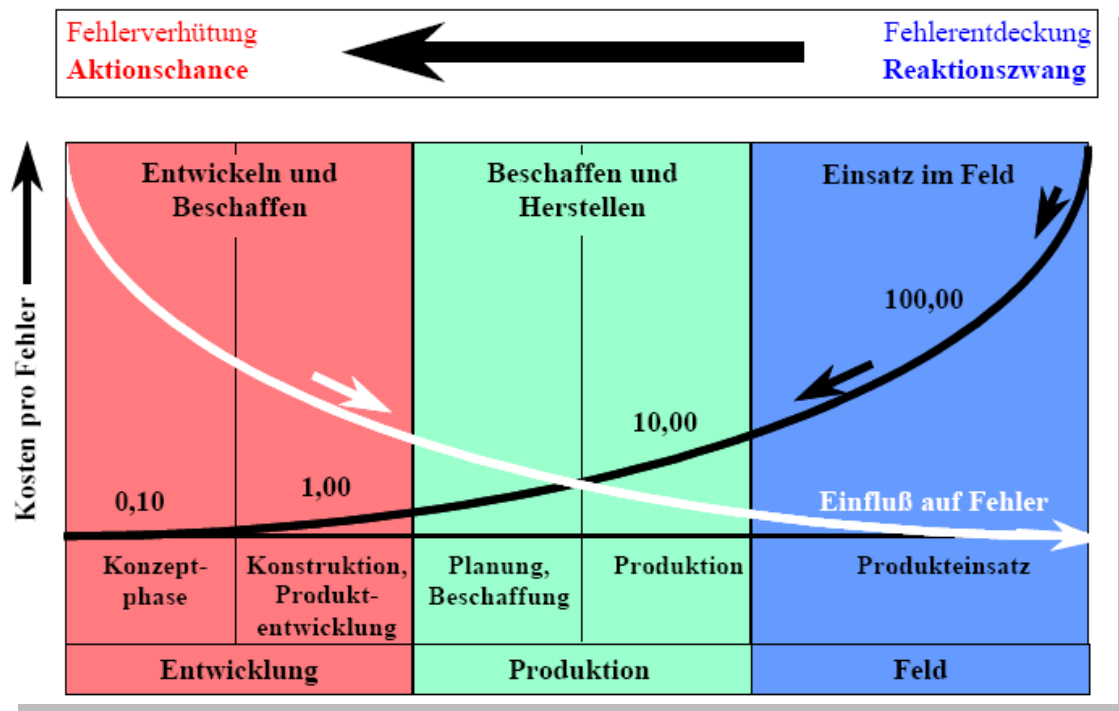 Fehlerverhütung
Aktionschance
Fehlerentdeckung
Reaktionszwang
Kosten pro Fehler
Entwickeln und
Beschaffen
Beschaffen und
Herstellen
Einsatz im Feld
100,00
10,00
1,00
0,10
Einfluß auf Fehler
Konzept-
phase
Konstruktion,
Produkt-
entwicklung
Planung,
Beschaffung
Produktion
Produkteinsatz
Entwicklung
Produktion
Feld